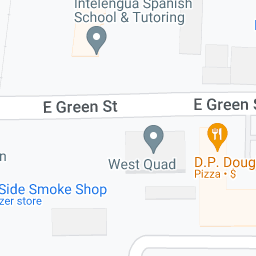 Intelengua Spanish
School & Tutoring
E Green St
E Green S
West Quad
D.P. Doug
Pizza • $
Side Smoke Shop
zer store
n